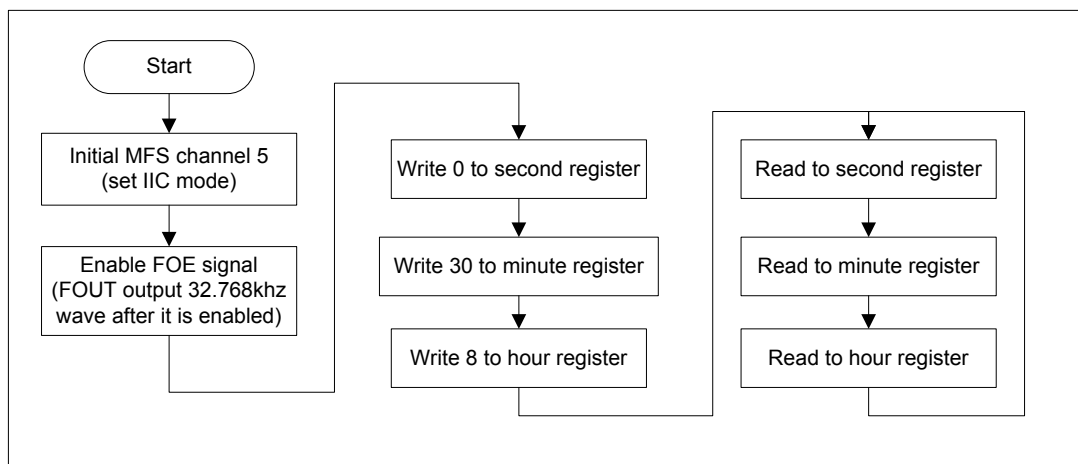 Start
Initial MFS channel 5
(set IIC mode)
Enable FOE signal
(FOUT output 32.768khz
wave after it is enabled)
Write 0 to second register
Write 30 to minute register
Write 8 to hour register
Read to second register
Read to minute register
Read to hour register